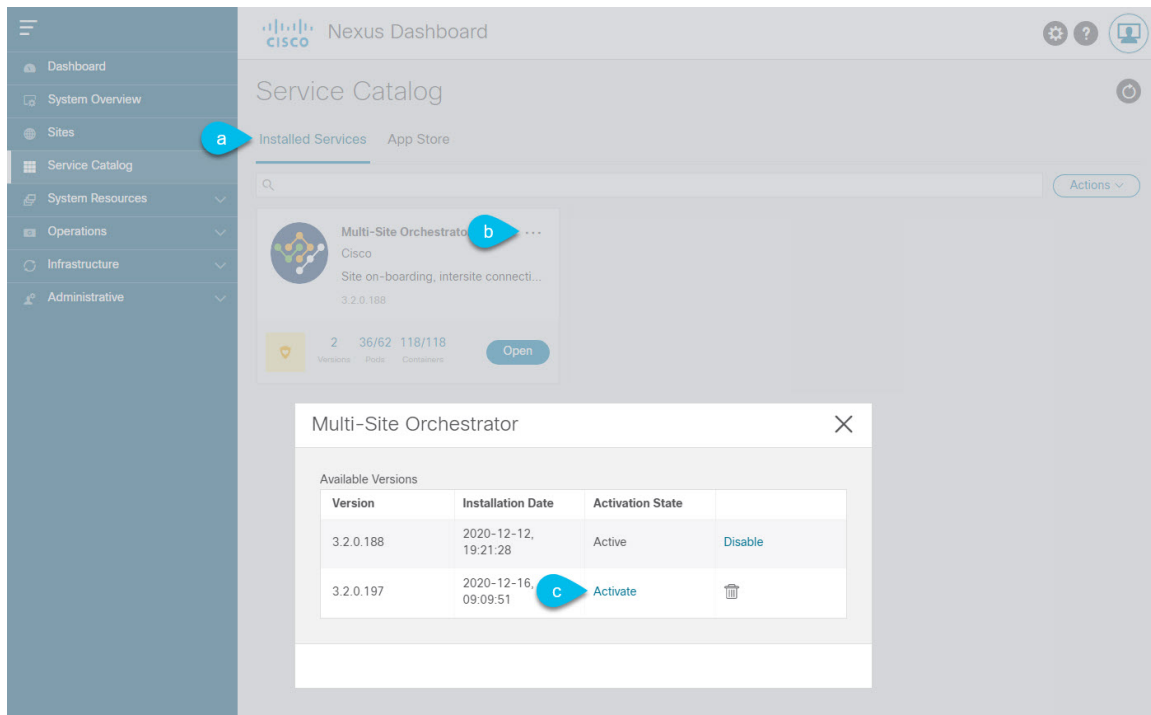 CISCO
Nexus Dashboard
Dashboard
System Overview
Sites
Service Catalog
System Resources
Operations
Infrastructure
Administrative
Service Catalog
a
Installed Services
App Store
Actions
Multi-Site Orchestrato
b
...
Cisco
Site on-boarding, intersite connecti...
3.2.0.188
2
36/62
118/118
Versions
Pods
Containers
Open
Multi-Site Orchestrator
Available Versions
Version
Installation Date
Activation State
3.2.0.188
2020-12-12,
19:21:28
Active
Disable
3.2.0.197
2020-12-16,
09:09:51
c
Activate